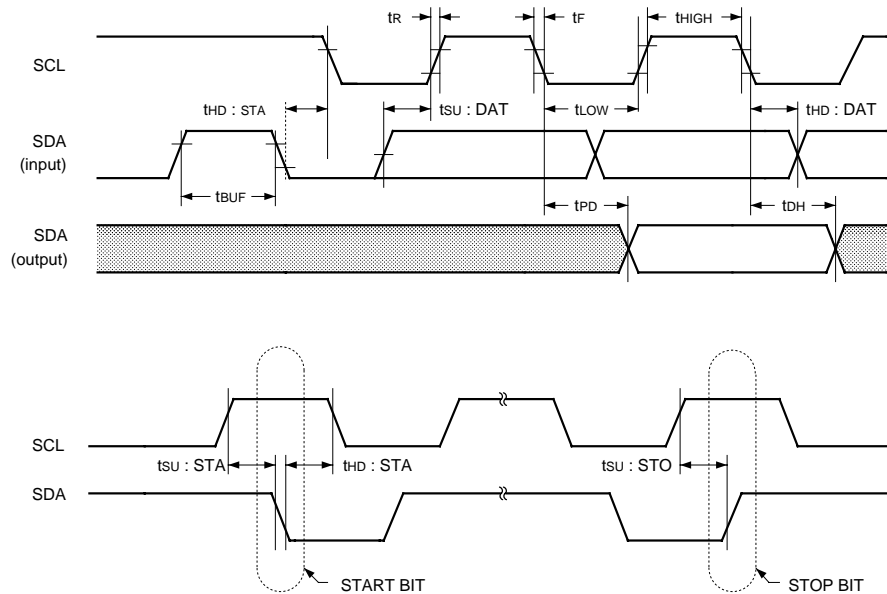 tR tF tHIGH
SCL
tHD : STA tSU : DAT tLOW tHD : DAT
SDA
(input)
tBUF
tPD tDH
SDA
(output)
SCL
tSU : STA tHD : STA tSU : STO
SDA
START BIT STOP BIT